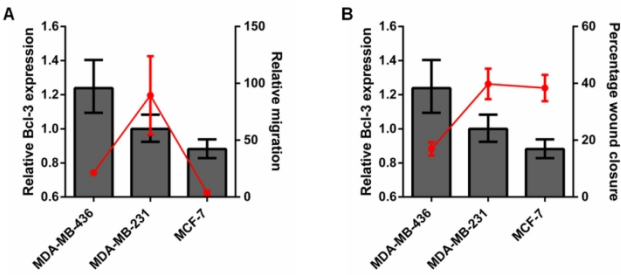 A
Relative Bcl-3 expression
1.6
1.4
1.2
1.0
0.8
0.6
150
100
50
0
Relative migration
MDA-MB-436
MDA-MB-231
MCF-7
B
Relative Bcl-3 expression
1.6
1.4
1.2
1.0
0.8
0.6
60
40
20
0
Percentage wound closure
MDA-MB-436
MDA-MB-231
MCF-7